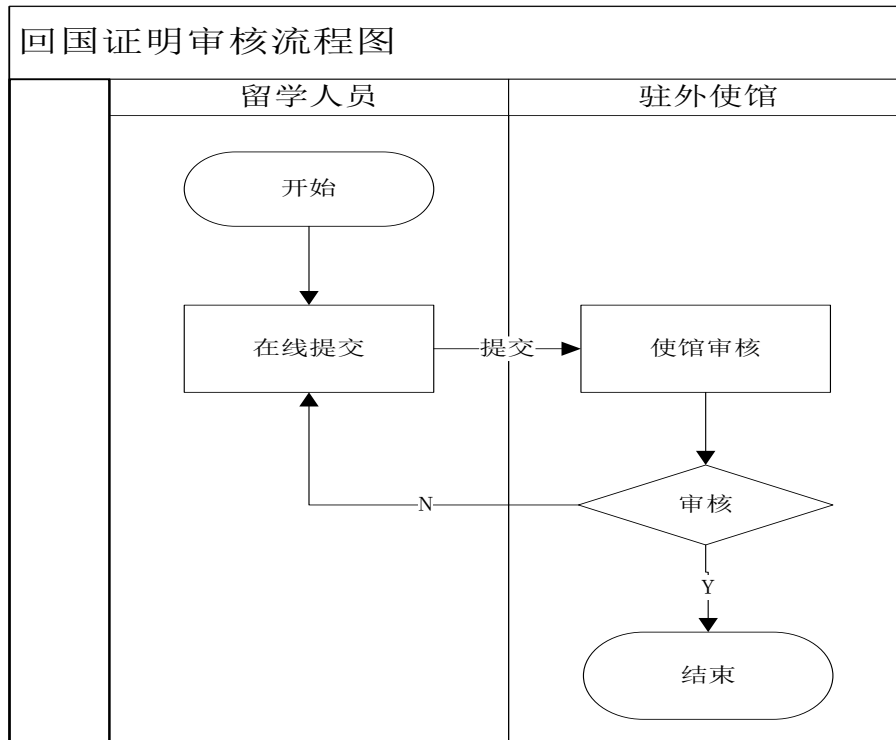 回国证明审核流程图
留学人员
驻外使馆
开始
在线提交
提交
使馆审核
审核
N
Y
结束